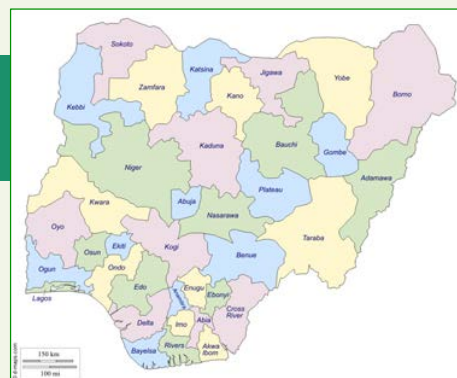 Sokoto
Katsina
Jigawa
Yobe
Borno
Zamfara
Kano
Kebbi
Kaduna
Bauchi
Gombe
Niger
Adamawa
Plateau
Abuja
Kwara
Nasarawa
Taraba
Oyo
Kogi
Benue
Ekiti
Osun
Ogun
Ondo
Enugu
Edo
Anambra
Ebonyi
Cross
River
Lagos
Delta
Imo
Abia
Bayelsa
Rivers
Akwa
Ibom
150 km
100 mi